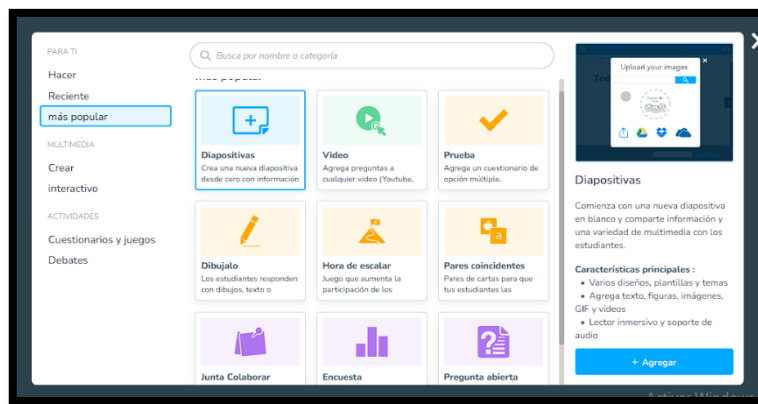 PARA TI
Hacer
Reciente
más popular
MULTIMEDIA
Crear
interactivo
ACTIVIDADES
Cuestionarios y juegos
Debates
Busca por nombre o categoría
más popular
Diapositivas
Crea una nueva diapositiva
desde cero con información
Video
Agrega preguntas a
cualquier video (Youtube,
Prueba
Agrega un cuestionario de
opción múltiple.
Dibujalo
Los estudiantes responden
con dibujos, texto o
Hora de escalar
Juego que aumenta la
participación de los
Pares coincidentes
Pares de cartas para que
tus estudiantes las
a
Junta Colaborar
Encuesta
Pregunta abierta
Upload your images
Diapositivas
Comienza con una nueva diapositiva
en blanco y comparte información y
una variedad de multimedia con los
estudiantes.
Características principales :
• Varios diseños, plantillas y temas
• Agrega texto, figuras, imágenes,
GIF y videos
• Lector inmersivo y soporte de
audio
+ Agregar
Activar Windows